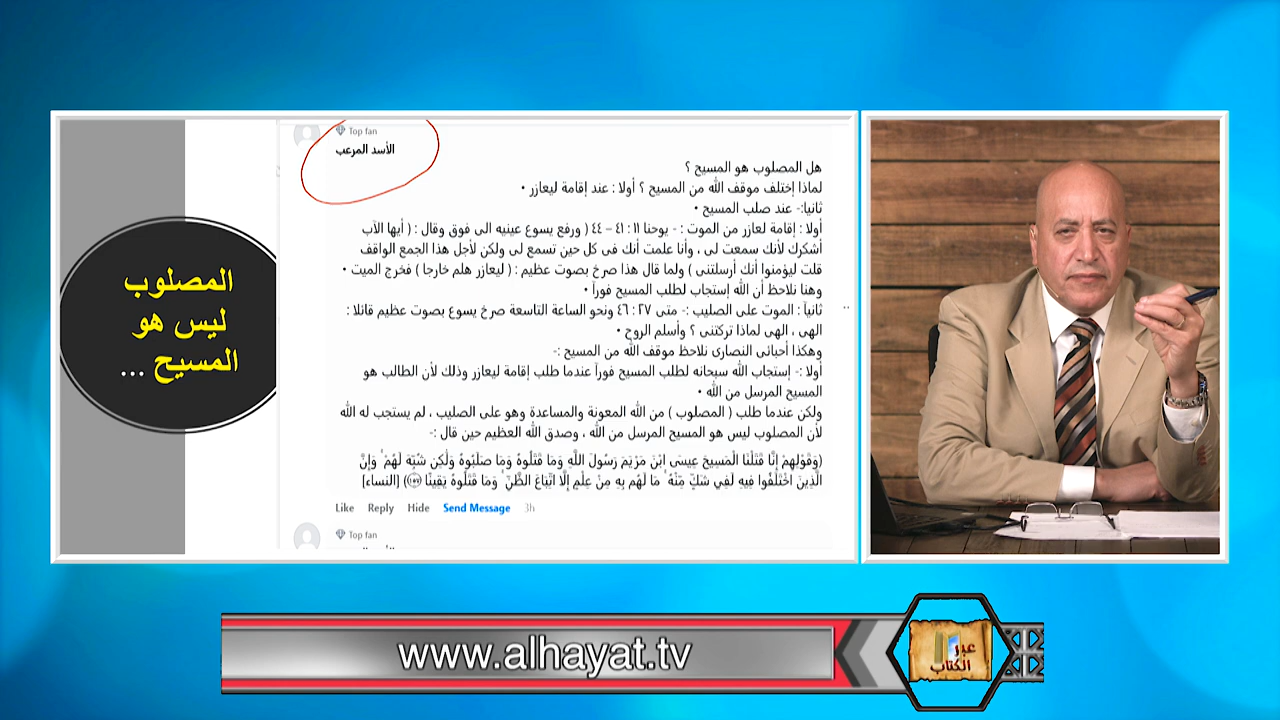 المصلوب
ليس هو
المسيح ...
Top fan
الأسد المرعب
هل المصلوب هو المسيح ؟
لماذا إختلف موقف الله من المسيح ؟ أولا : عند إقامة ليعازر •
ثانيا:- عند صلب المسيح •
أولا : إقامة لعازر من الموت : - يوحنا ١١ : ٤١ – ٤٤ ( ورفع يسوع عينيه الى فوق وقال : ( أيها الآب
أشكرك لأنك سمعت لى ، وأنا علمت أنك فى كل حين تسمع لى ولكن لأجل هذا الجمع الواقف
قلت ليؤمنوا أنك أرسلتنى ) ولما قال هذا صرخ بصوت عظيم : ( ليعازر هلم خارجا ) فخرج الميت •
وهنا نلاحظ أن الله إستجاب لطلب المسيح فوراً •
ثانياً : الموت على الصليب :- متى ٢٧ : ٤٦ ونحو الساعة التاسعة صرخ يسوع بصوت عظيم قائلا :
الهى ، الهى لماذا تركتنى ؟ وأسلم الروح •
وهكذا أحبائى النصارى نلاحظ موقف الله من المسيح :-
أولا :- إستجاب الله سبحانه لطلب المسيح فوراً عندما طلب إقامة ليعازر وذلك لأن الطالب هو
المسيح المرسل من الله •
ولكن عندما طلب ( المصلوب ) من الله المعونة والمساعدة وهو على الصليب ، لم يستجب له الله
لأن المصلوب ليس هو المسيح المرسل من الله ، وصدق الله العظيم حين قال :-
(وَقَوْلِهِمْ إِنَّا قَتَلْنَا الْمَسِيحَ عِيسَى ابْنَ مَرْيَمَ رَسُولَ اللَّهِ وَمَا قَتَلُوهُ وَمَا صَلَبُوهُ وَلَٰكِن شُبِّهَ لَهُمْ ۚ وَإِنَّ
الَّذِينَ اخْتَلَفُوا فِيهِ لَفِي شَكٍّ مِّنْهُ ۚ مَا لَهُم بِهِ مِنْ عِلْمٍ إِلَّا اتِّبَاعَ الظَّنِّ ۚ وَمَا قَتَلُوهُ يَقِينًا (١٥٧)) [النساء]
Like Reply Hide Send Message 3h
Top fan
www.alhayat.tv
عبر
الكتاب